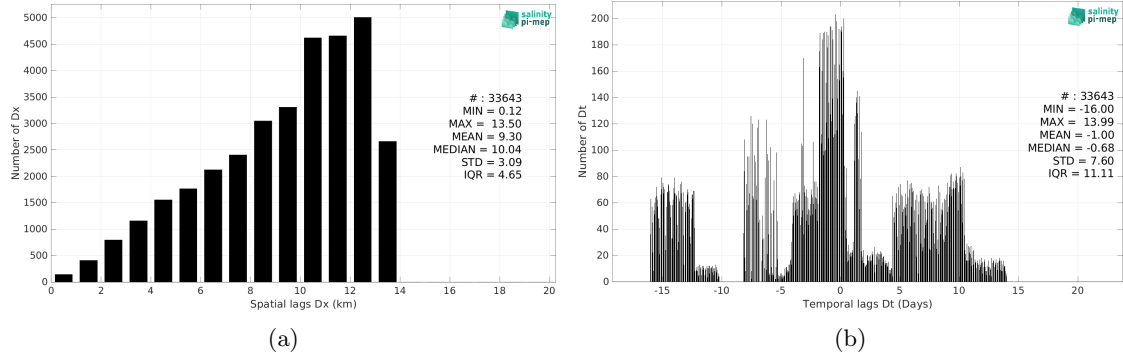 5000
4500
4000
3500
3000
2500
2000
1500
1000
500
0
Number of Dx
0 2 4 6 8 10 12 14 16 18 20
Spatial lags Dx (km)
salinity
pi-mep
# : 33643
MIN = 0.12
MAX = 13.50
MEAN = 9.30
MEDIAN = 10.04
STD = 3.09
IQR = 4.65
(a)
200
180
160
140
120
100
80
60
40
20
0
Number of Dt
-15 -10 -5 0 5 10 15 20
Temporal lags Dt (Days)
salinity
pi-mep
# : 33643
MIN = -16.00
MAX = 13.99
MEAN = -1.00
MEDIAN = -0.68
STD = 7.60
IQR = 11.11
(b)